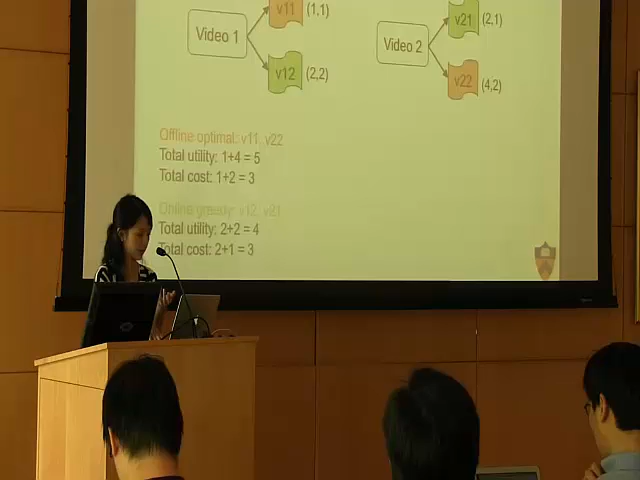 v11 (1,1)
v21 (2,1)
Video 1
Video 2
v12 (2,2)
v22 (4,2)
Offline optimal: v11, v22
Total utility: 1+4 = 5
Total cost: 1+2 = 3
Online greedy: v12, v21
Total utility: 2+2 = 4
Total cost: 2+1 = 3